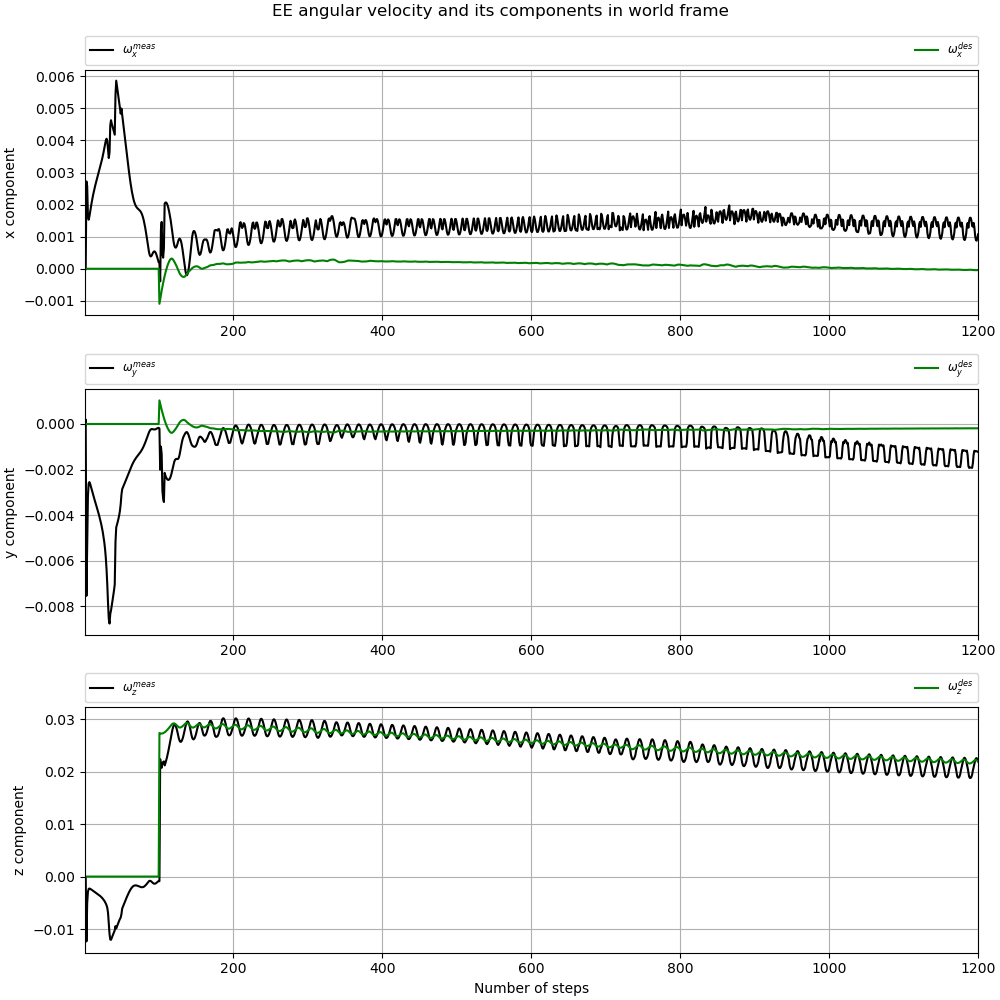 EE angular velocity and its components in world frame
ω_x^meas ω_x^des
0.006
0.005
0.004
0.003
0.002
0.001
0.000
−0.001
x component
200 400 600 800 1000 1200
ω_y^meas ω_y^des
0.000
−0.002
−0.004
−0.006
−0.008
y component
200 400 600 800 1000 1200
ω_z^meas ω_z^des
0.03
0.02
0.01
0.00
−0.01
z component
200 400 600 800 1000 1200
Number of steps